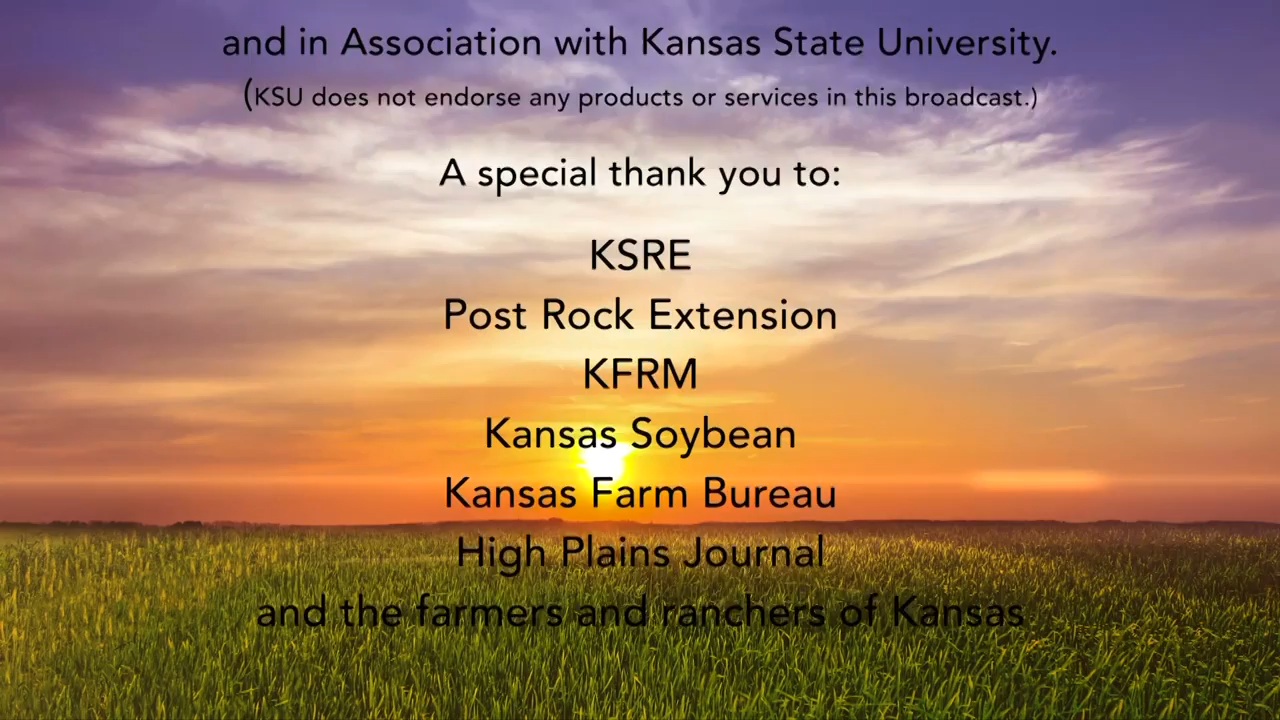 and in Association with Kansas State University.
(KSU does not endorse any products or services in this broadcast.)
A special thank you to:
KSRE
Post Rock Extension
KFRM
Kansas Soybean
Kansas Farm Bureau
High Plains Journal
and the farmers and ranchers of Kansas